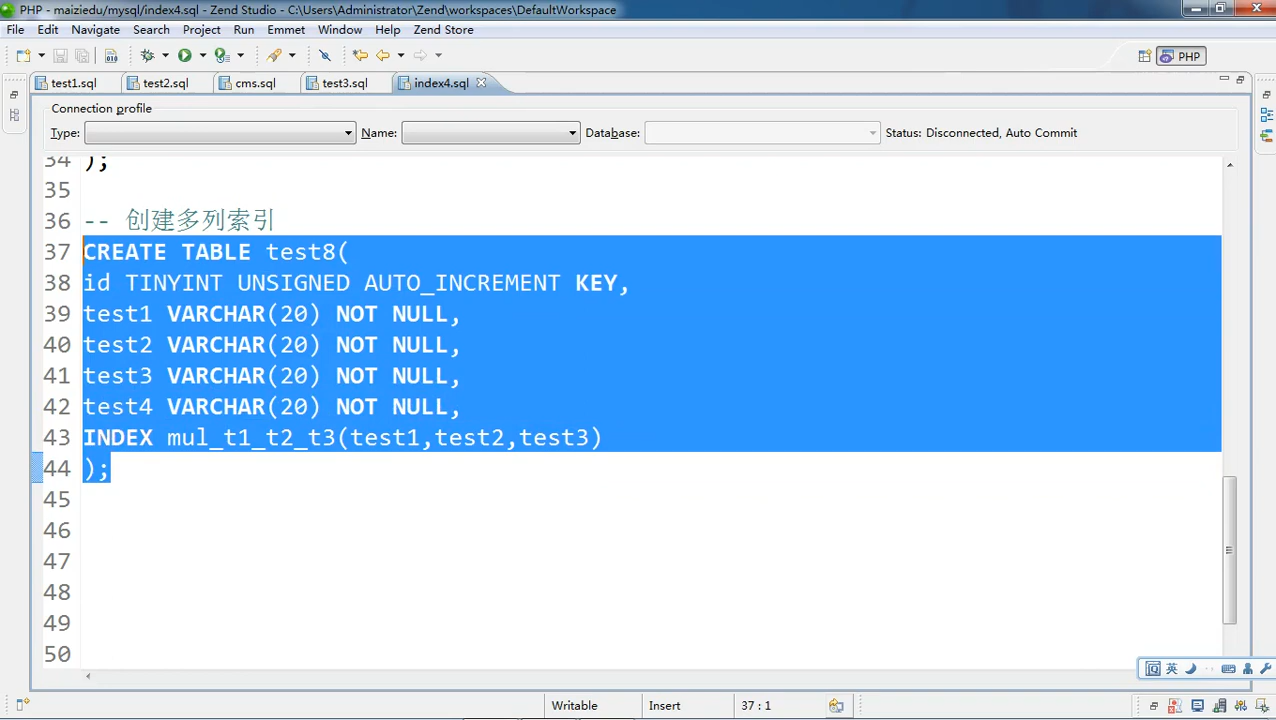 PHP - maiziedu/mysql/index4.sql - Zend Studio - C:\Users\Administrator\Zend\workspaces\DefaultWorkspace
File Edit Navigate Search Project Run Emmet Window Help Zend Store
PHP
test1.sql test2.sql cms.sql test3.sql index4.sql
Connection profile
Type: Name: Database: Status: Disconnected, Auto Commit
34 );
35
36 -- 创建多列索引
37 CREATE TABLE test8(
38 id TINYINT UNSIGNED AUTO_INCREMENT KEY,
39 test1 VARCHAR(20) NOT NULL,
40 test2 VARCHAR(20) NOT NULL,
41 test3 VARCHAR(20) NOT NULL,
42 test4 VARCHAR(20) NOT NULL,
43 INDEX mul_t1_t2_t3(test1,test2,test3)
44 );
45
46
47
48
49
50
英
Writable Insert 37 : 1